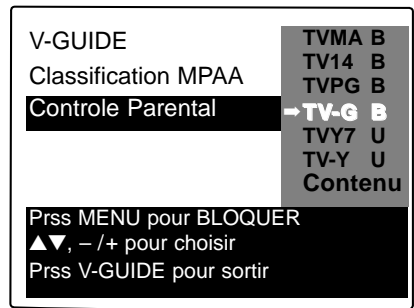 V-GUIDE
Classification MPAA
Controle Parental
TVMA B
TV14 B
TVPG B
➡TV-G B
TVY7 U
TV-Y U
Contenu
Prss MENU pour BLOQUER
▲▼, – /+ pour choisir
Prss V-GUIDE pour sortir